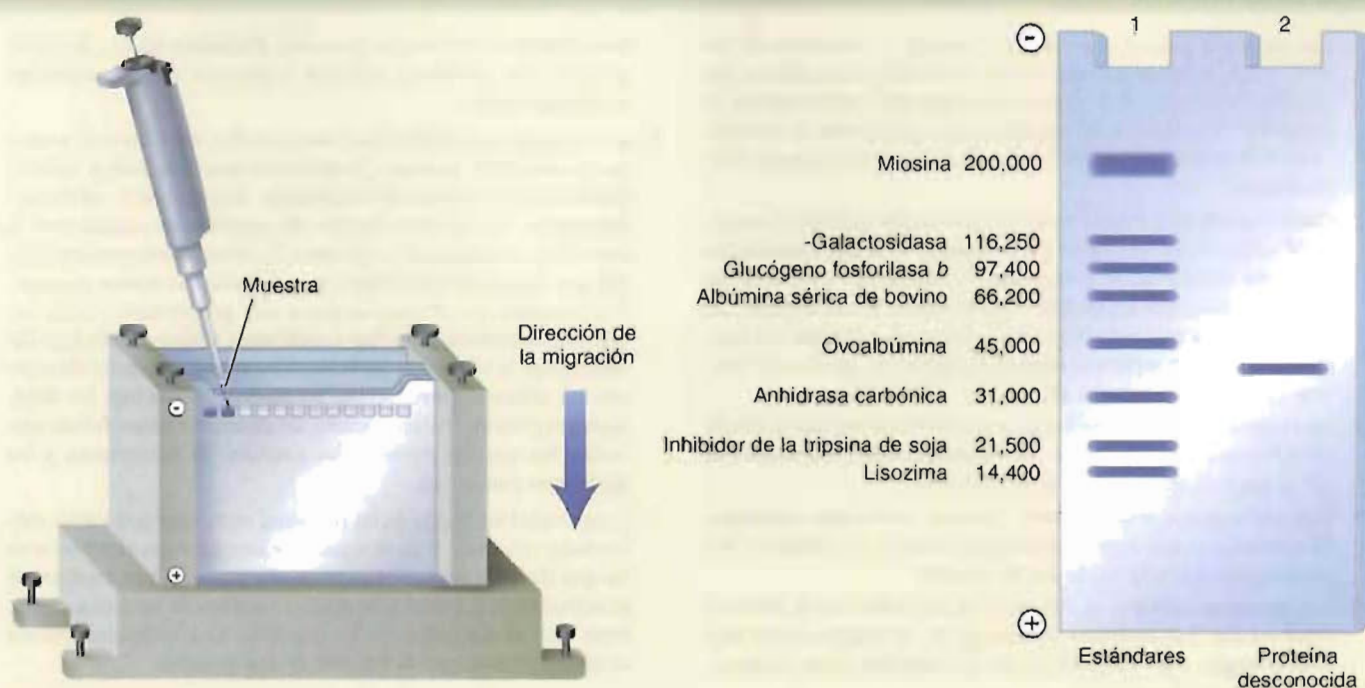 Muestra
Dirección de
la migración
-
+
1
2
-
Miosina 200.000
-Galactosidasa 116,250
Glucógeno fosforilasa b 97,400
Albúmina sérica de bovino 66,200
Ovoalbúmina 45,000
Anhidrasa carbónica 31,000
Inhibidor de la tripsina de soja 21,500
Lisozima 14,400
+
Estándares
Proteína
desconocida